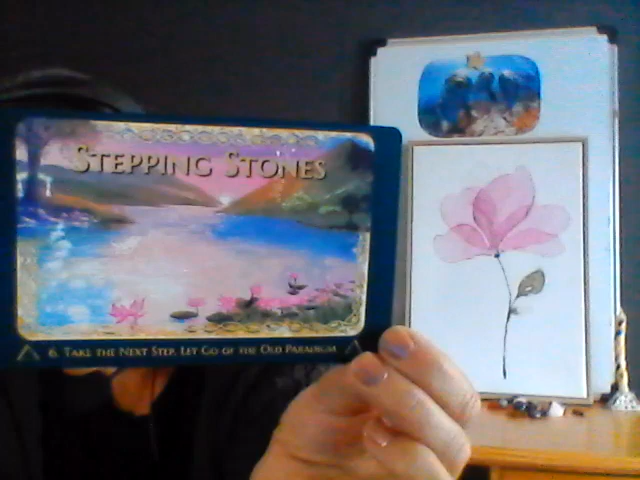 STEPPING STONES
6. TAKE THE NEXT STEP. LET GO OF THE OLD PARADIGM